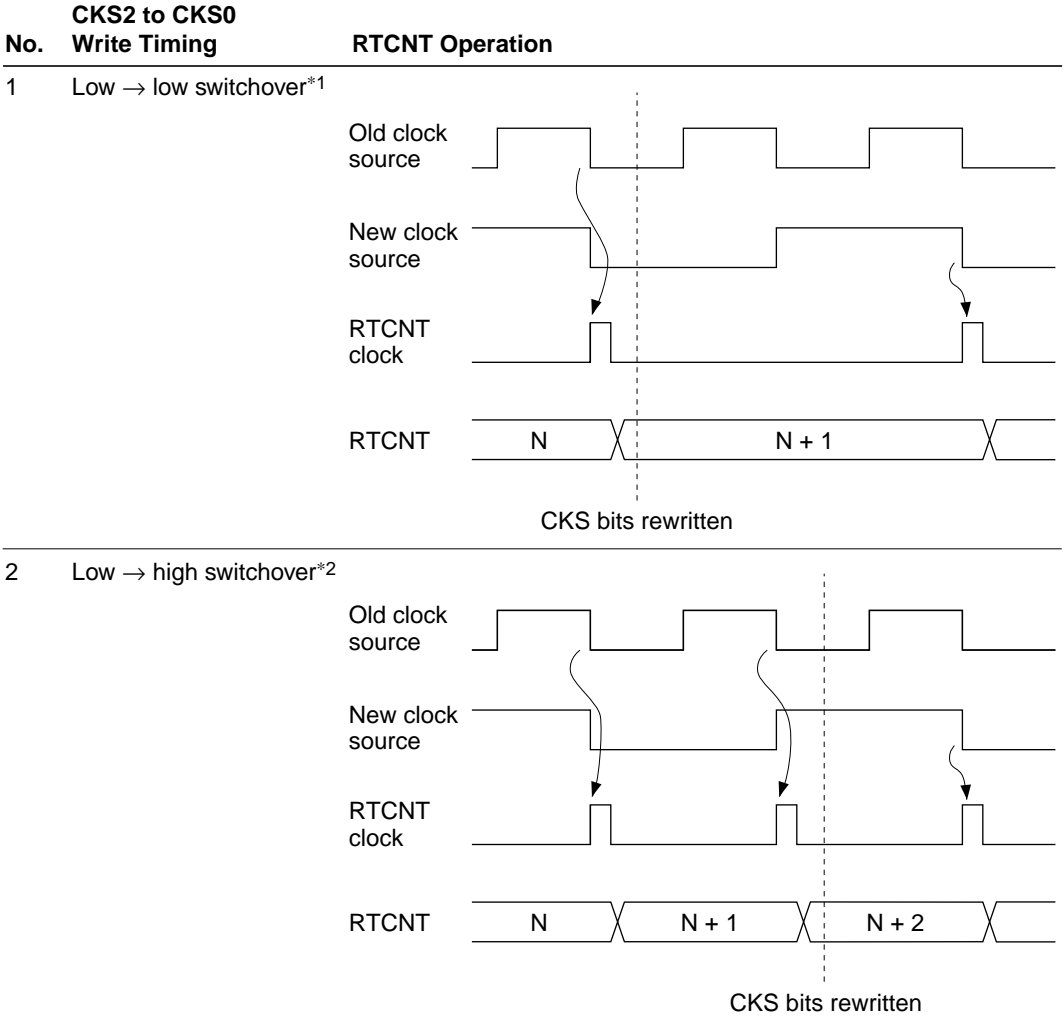 CKS2 to CKS0
No. Write Timing RTCNT Operation
1 Low → low switchover*1
Old clock
source
New clock
source
RTCNT
clock
RTCNT N N + 1
CKS bits rewritten
2 Low → high switchover*2
Old clock
source
New clock
source
RTCNT
clock
RTCNT N N + 1 N + 2
CKS bits rewritten